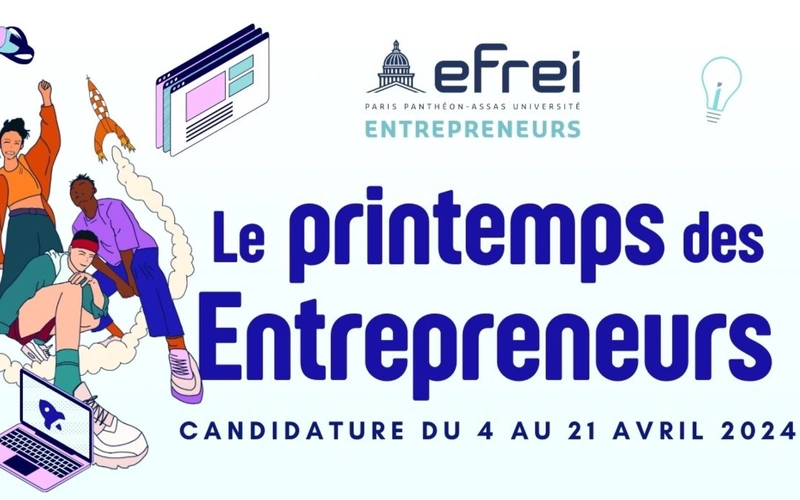 efrei
PARIS PANTHÉON-ASSAS UNIVERSITÉ
ENTREPRENEURS
Le printemps des
Entrepreneurs
CANDIDATURE DU 4 AU 21 AVRIL 2024